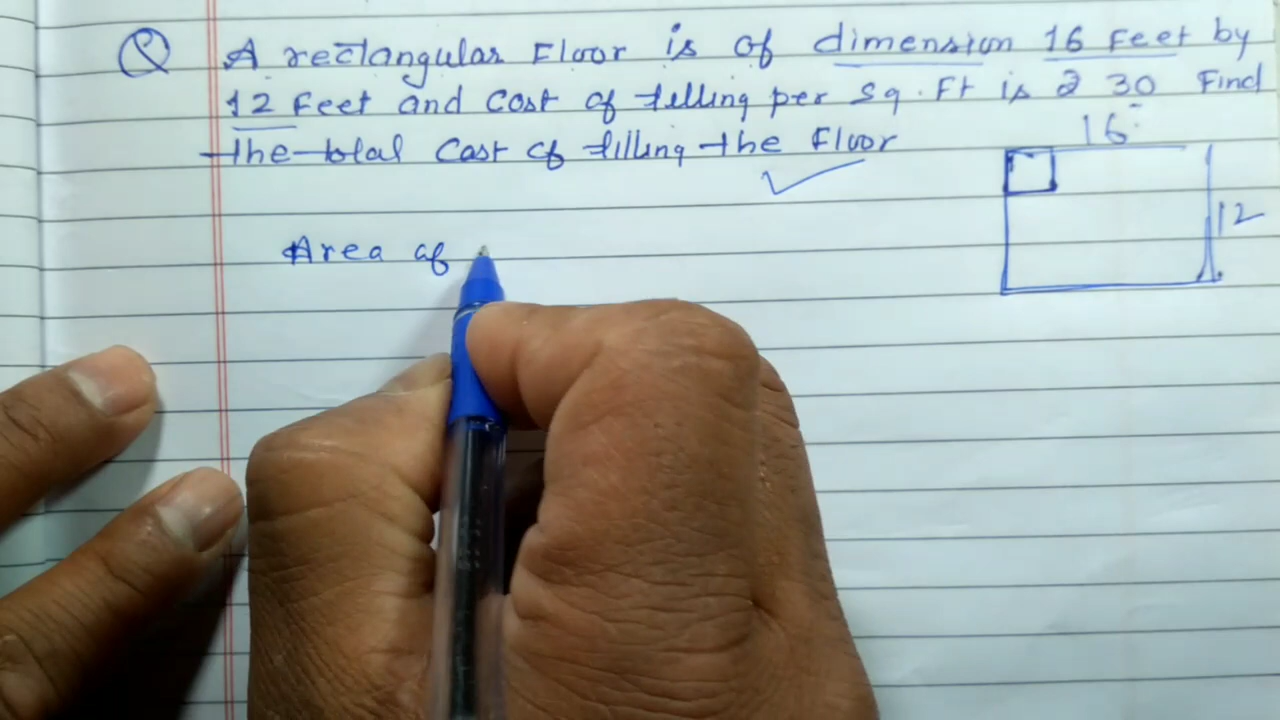 Q A rectangular Floor is of dimension 16 Feet by
12 Feet and cost of tilling per sq. Ft is ₹ 30 Find
the total cost of tilling the Floor
16
12
Area of